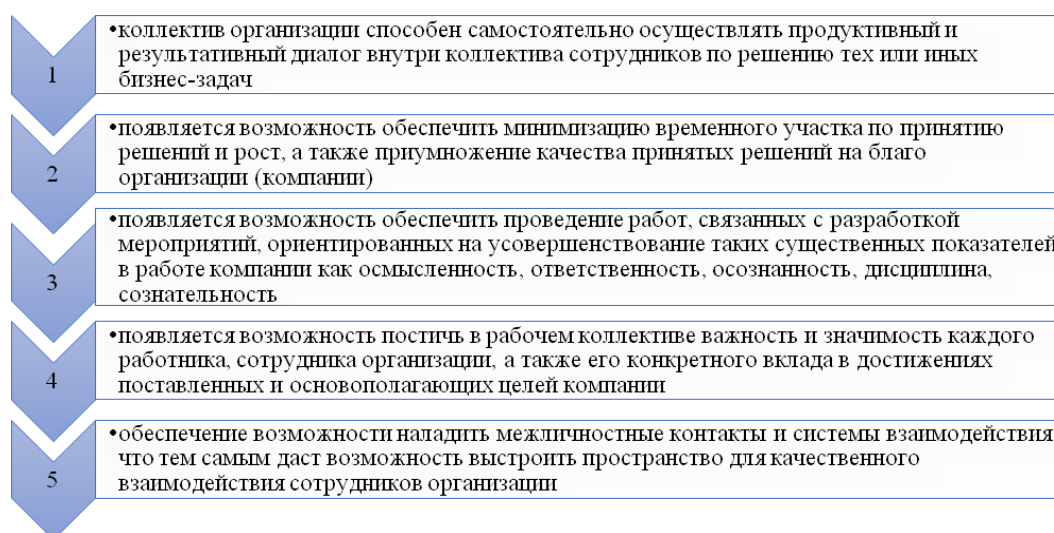 1
•коллектив организации способен самостоятельно осуществлять продуктивный и
результативный диалог внутри коллектива сотрудников по решению тех или иных
бизнес-задач
2
•появляется возможность обеспечить минимизацию временного участка по принятию
решений и рост, а также приумножение качества принятых решений на благо
организации (компании)
3
•появляется возможность обеспечить проведение работ, связанных с разработкой
мероприятий, ориентированных на усовершенствование таких существенных показателей
в работе компании как осмысленность, ответственность, осознанность, дисциплина,
сознательность
4
•появляется возможность постичь в рабочем коллективе важность и значимость каждого
работника, сотрудника организации, а также его конкретного вклада в достижениях
поставленных и основополагающих целей компании
5
•обеспечение возможности наладить межличностные контакты и системы взаимодействия
что тем самым даст возможность выстроить пространство для качественного
взаимодействия сотрудников организации